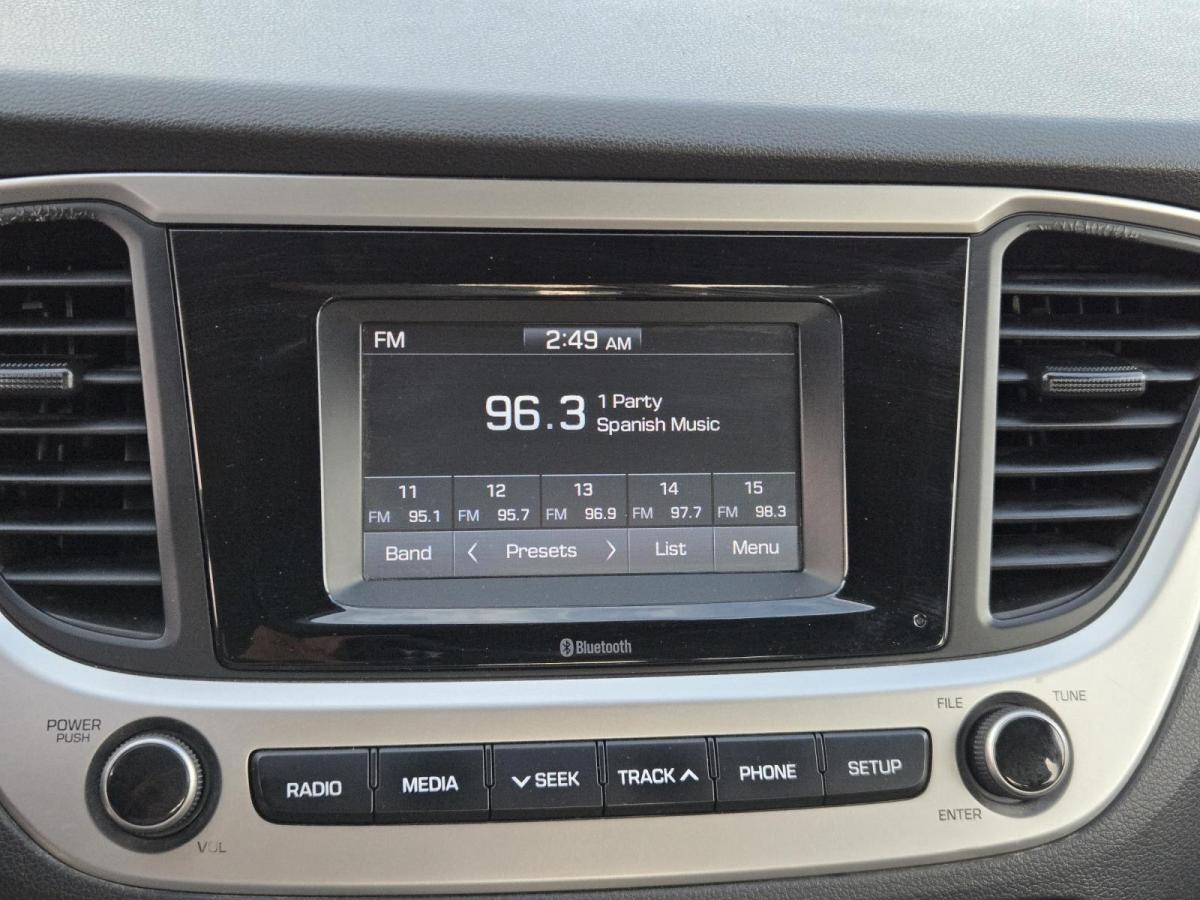 FM 2:49 AM
96.3 1 Party
Spanish Music
11 12 13 14 15
FM 95.1 FM 95.7 FM 96.9 FM 97.7 FM 98.3
Band < Presets > List Menu
Bluetooth
POWER
PUSH
VOL
RADIO MEDIA SEEK TRACK PHONE SETUP
FILE TUNE
ENTER